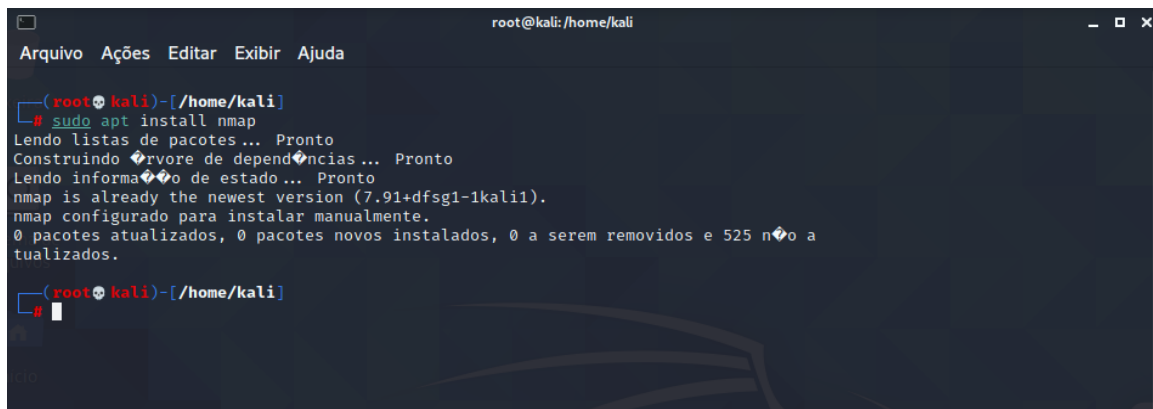 root@kali: /home/kali
Arquivo Ações Editar Exibir Ajuda
┌──(root💀kali)-[/home/kali]
└─# sudo apt install nmap
Lendo listas de pacotes... Pronto
Construindo �rvore de depend�ncias... Pronto
Lendo informa��o de estado... Pronto
nmap is already the newest version (7.91+dfsg1-1kali1).
nmap configurado para instalar manualmente.
0 pacotes atualizados, 0 pacotes novos instalados, 0 a serem removidos e 525 n�o a
tualizados.
┌──(root💀kali)-[/home/kali]
└─#